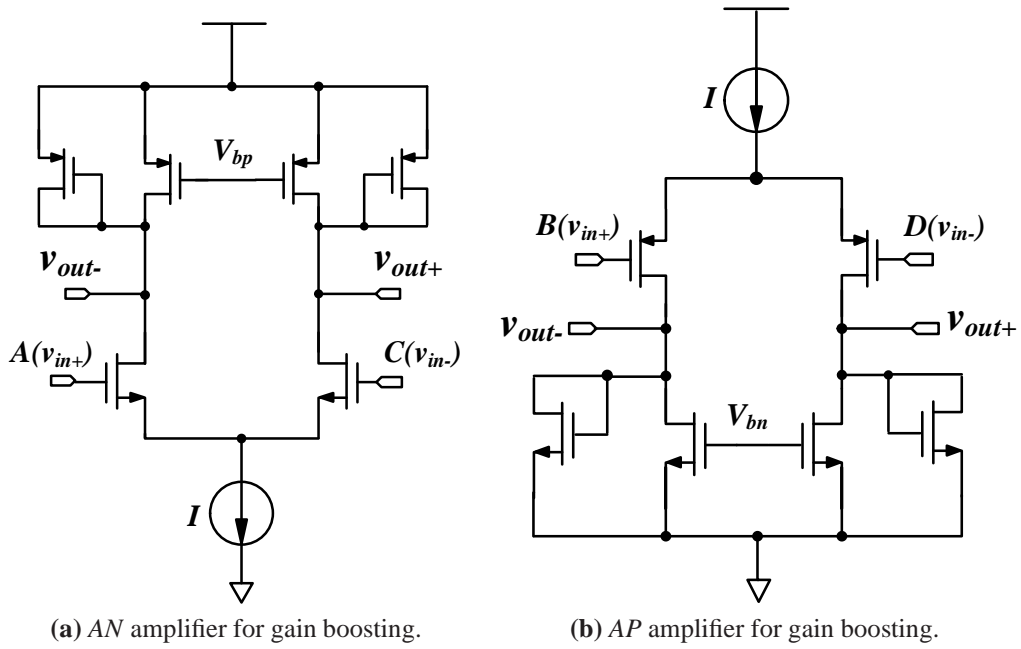 V_bp
v_out-
v_out+
A(v_in+)
C(v_in-)
I
(a) AN amplifier for gain boosting.
I
B(v_in+)
D(v_in-)
v_out-
v_out+
V_bn
(b) AP amplifier for gain boosting.